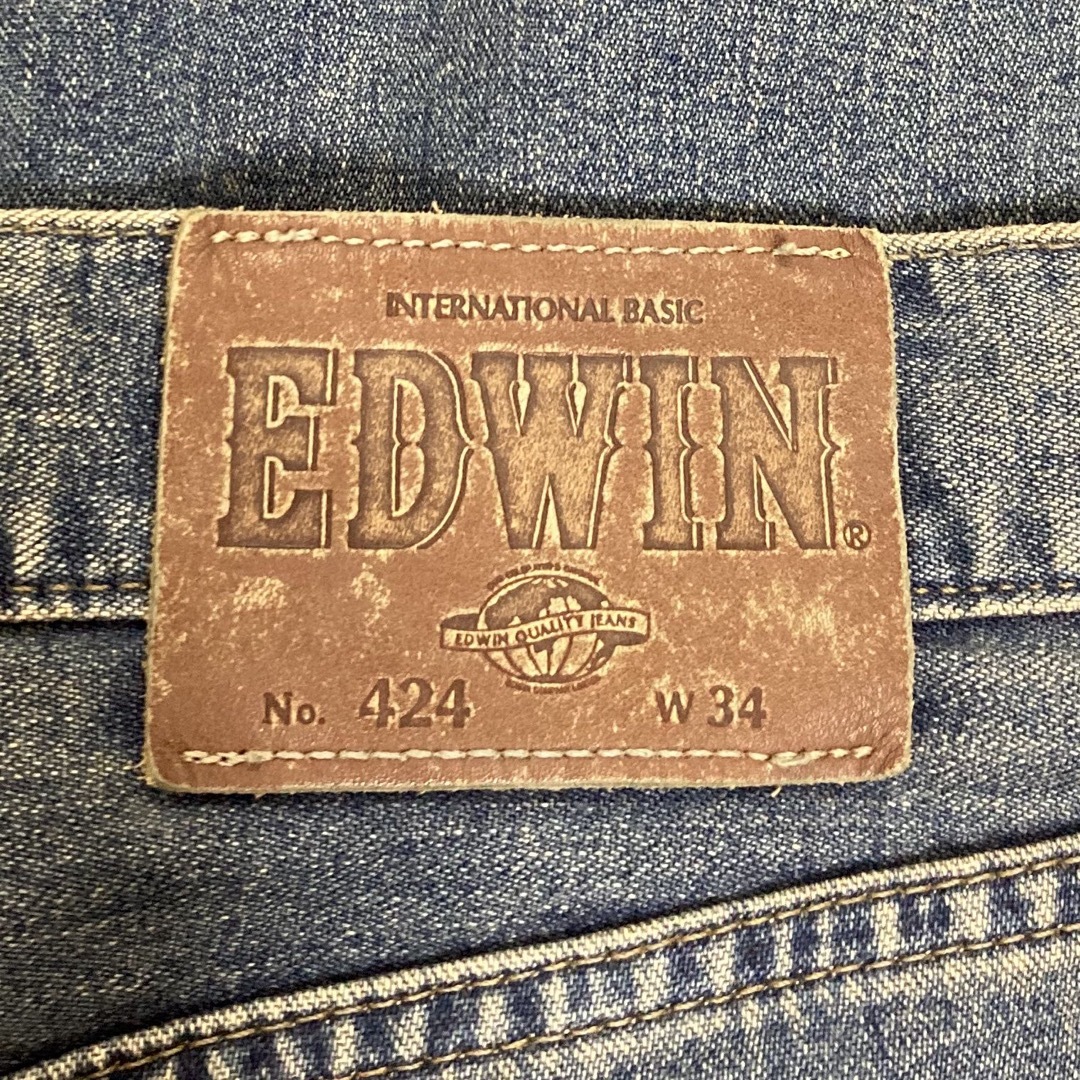 INTERNATIONAL BASIC
EDWIN®
EDWIN QUALITY JEANS
No. 424 W 34